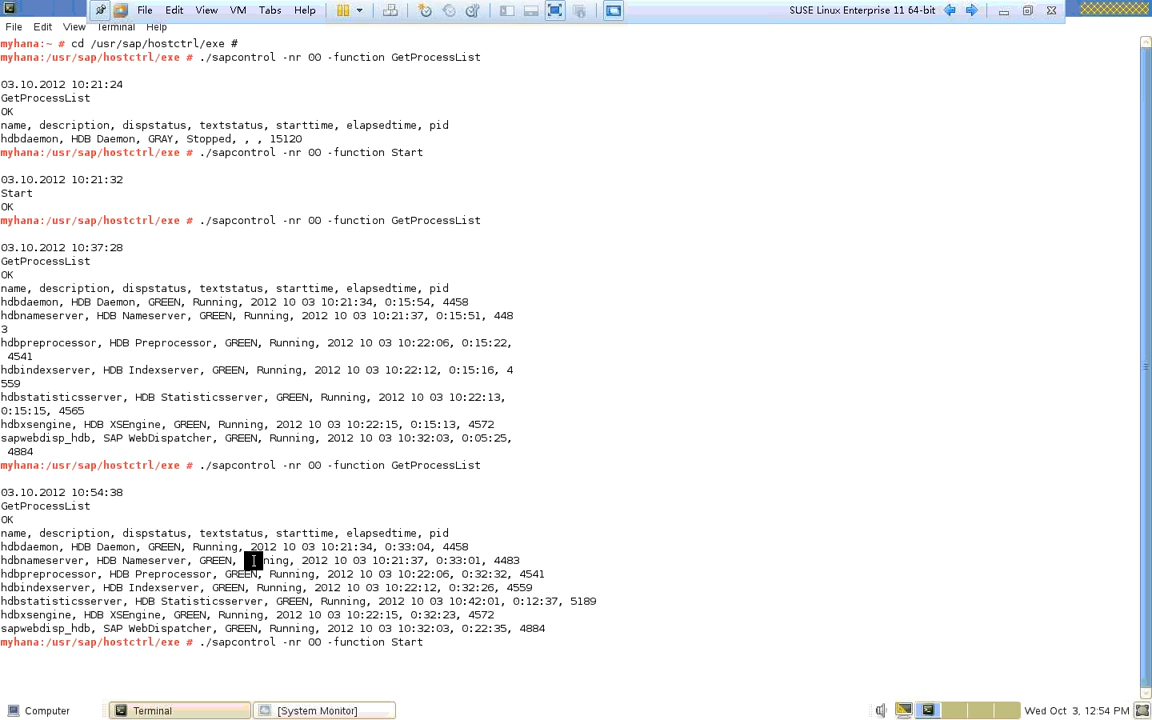 File Edit View VM Tabs Help
SUSE Linux Enterprise 11 64-bit
File Edit View Terminal Help
myhana:~ # cd /usr/sap/hostctrl/exe #
myhana:/usr/sap/hostctrl/exe # ./sapcontrol -nr 00 -function GetProcessList
03.10.2012 10:21:24
GetProcessList
OK
name, description, dispstatus, textstatus, starttime, elapsedtime, pid
hdbdaemon, HDB Daemon, GRAY, Stopped, , , 15120
myhana:/usr/sap/hostctrl/exe # ./sapcontrol -nr 00 -function Start
03.10.2012 10:21:32
Start
OK
myhana:/usr/sap/hostctrl/exe # ./sapcontrol -nr 00 -function GetProcessList
03.10.2012 10:37:28
GetProcessList
OK
name, description, dispstatus, textstatus, starttime, elapsedtime, pid
hdbdaemon, HDB Daemon, GREEN, Running, 2012 10 03 10:21:34, 0:15:54, 4458
hdbnameserver, HDB Nameserver, GREEN, Running, 2012 10 03 10:21:37, 0:15:51, 448
3
hdbpreprocessor, HDB Preprocessor, GREEN, Running, 2012 10 03 10:22:06, 0:15:22,
4541
hdbindexserver, HDB Indexserver, GREEN, Running, 2012 10 03 10:22:12, 0:15:16, 4
559
hdbstatisticsserver, HDB Statisticsserver, GREEN, Running, 2012 10 03 10:22:13,
0:15:15, 4565
hdbxsengine, HDB XSEngine, GREEN, Running, 2012 10 03 10:22:15, 0:15:13, 4572
sapwebdisp_hdb, SAP WebDispatcher, GREEN, Running, 2012 10 03 10:32:03, 0:05:25,
4884
myhana:/usr/sap/hostctrl/exe # ./sapcontrol -nr 00 -function GetProcessList
03.10.2012 10:54:38
GetProcessList
OK
name, description, dispstatus, textstatus, starttime, elapsedtime, pid
hdbdaemon, HDB Daemon, GREEN, Running, 2012 10 03 10:21:34, 0:33:04, 4458
hdbnameserver, HDB Nameserver, GREEN, nning, 2012 10 03 10:21:37, 0:33:01, 4483
hdbpreprocessor, HDB Preprocessor, GREEN, Running, 2012 10 03 10:22:06, 0:32:32, 4541
hdbindexserver, HDB Indexserver, GREEN, Running, 2012 10 03 10:22:12, 0:32:26, 4559
hdbstatisticsserver, HDB Statisticsserver, GREEN, Running, 2012 10 03 10:42:01, 0:12:37, 5189
hdbxsengine, HDB XSEngine, GREEN, Running, 2012 10 03 10:22:15, 0:32:23, 4572
sapwebdisp_hdb, SAP WebDispatcher, GREEN, Running, 2012 10 03 10:32:03, 0:22:35, 4884
myhana:/usr/sap/hostctrl/exe # ./sapcontrol -nr 00 -function Start
Computer Terminal [System Monitor] Wed Oct 3, 12:54 PM